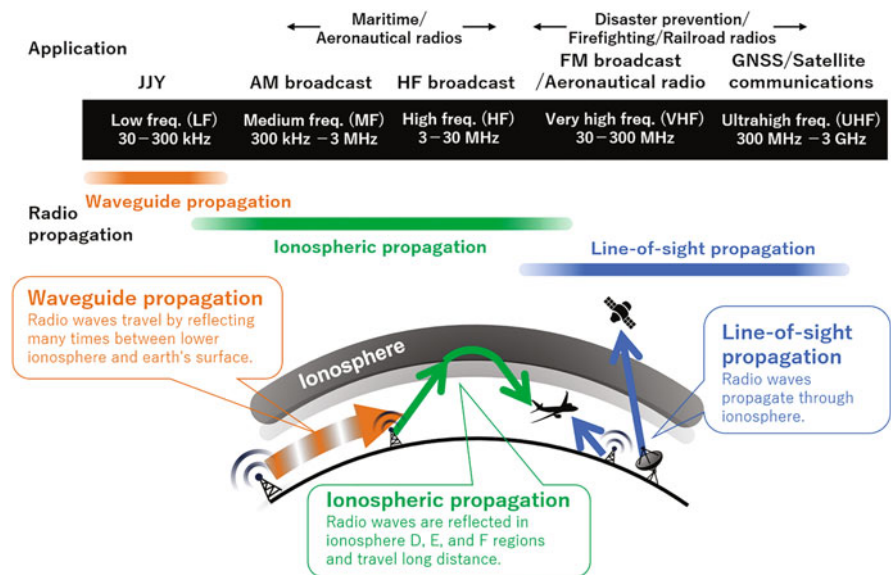 Application
Maritime/
Aeronautical radios
Disaster prevention/
Firefighting/Railroad radios
JJY
AM broadcast
HF broadcast
FM broadcast
/Aeronautical radio
GNSS/Satellite
communications
Low freq. (LF)
30–300 kHz
Medium freq. (MF)
300 kHz –3 MHz
High freq. (HF)
3–30 MHz
Very high freq. (VHF)
30–300 MHz
Ultrahigh freq. (UHF)
300 MHz –3 GHz
Radio
propagation
Waveguide propagation
Ionospheric propagation
Line-of-sight propagation
Waveguide propagation
Radio waves travel by reflecting
many times between lower
ionosphere and earth's surface.
Ionosphere
Line-of-sight
propagation
Radio waves
propagate through
ionosphere.
Ionospheric propagation
Radio waves are reflected in
ionosphere D, E, and F regions
and travel long distance.